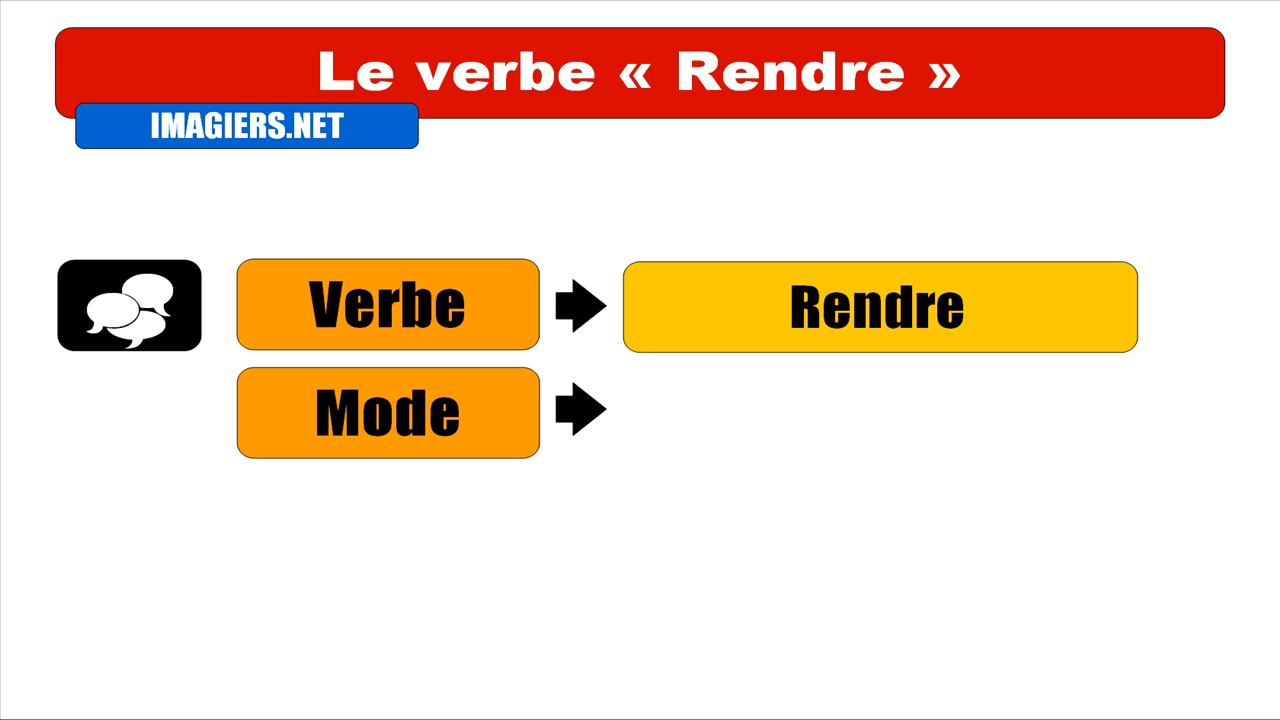 Le verbe « Rendre »
IMAGIERS.NET
Verbe
Rendre
Mode